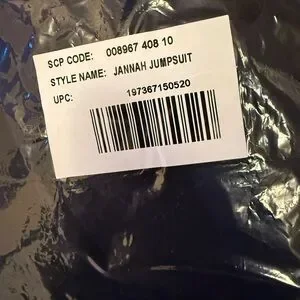 SCP CODE: 008967 408 10
STYLE NAME: JANNAH JUMPSUIT
UPC: 197367150520